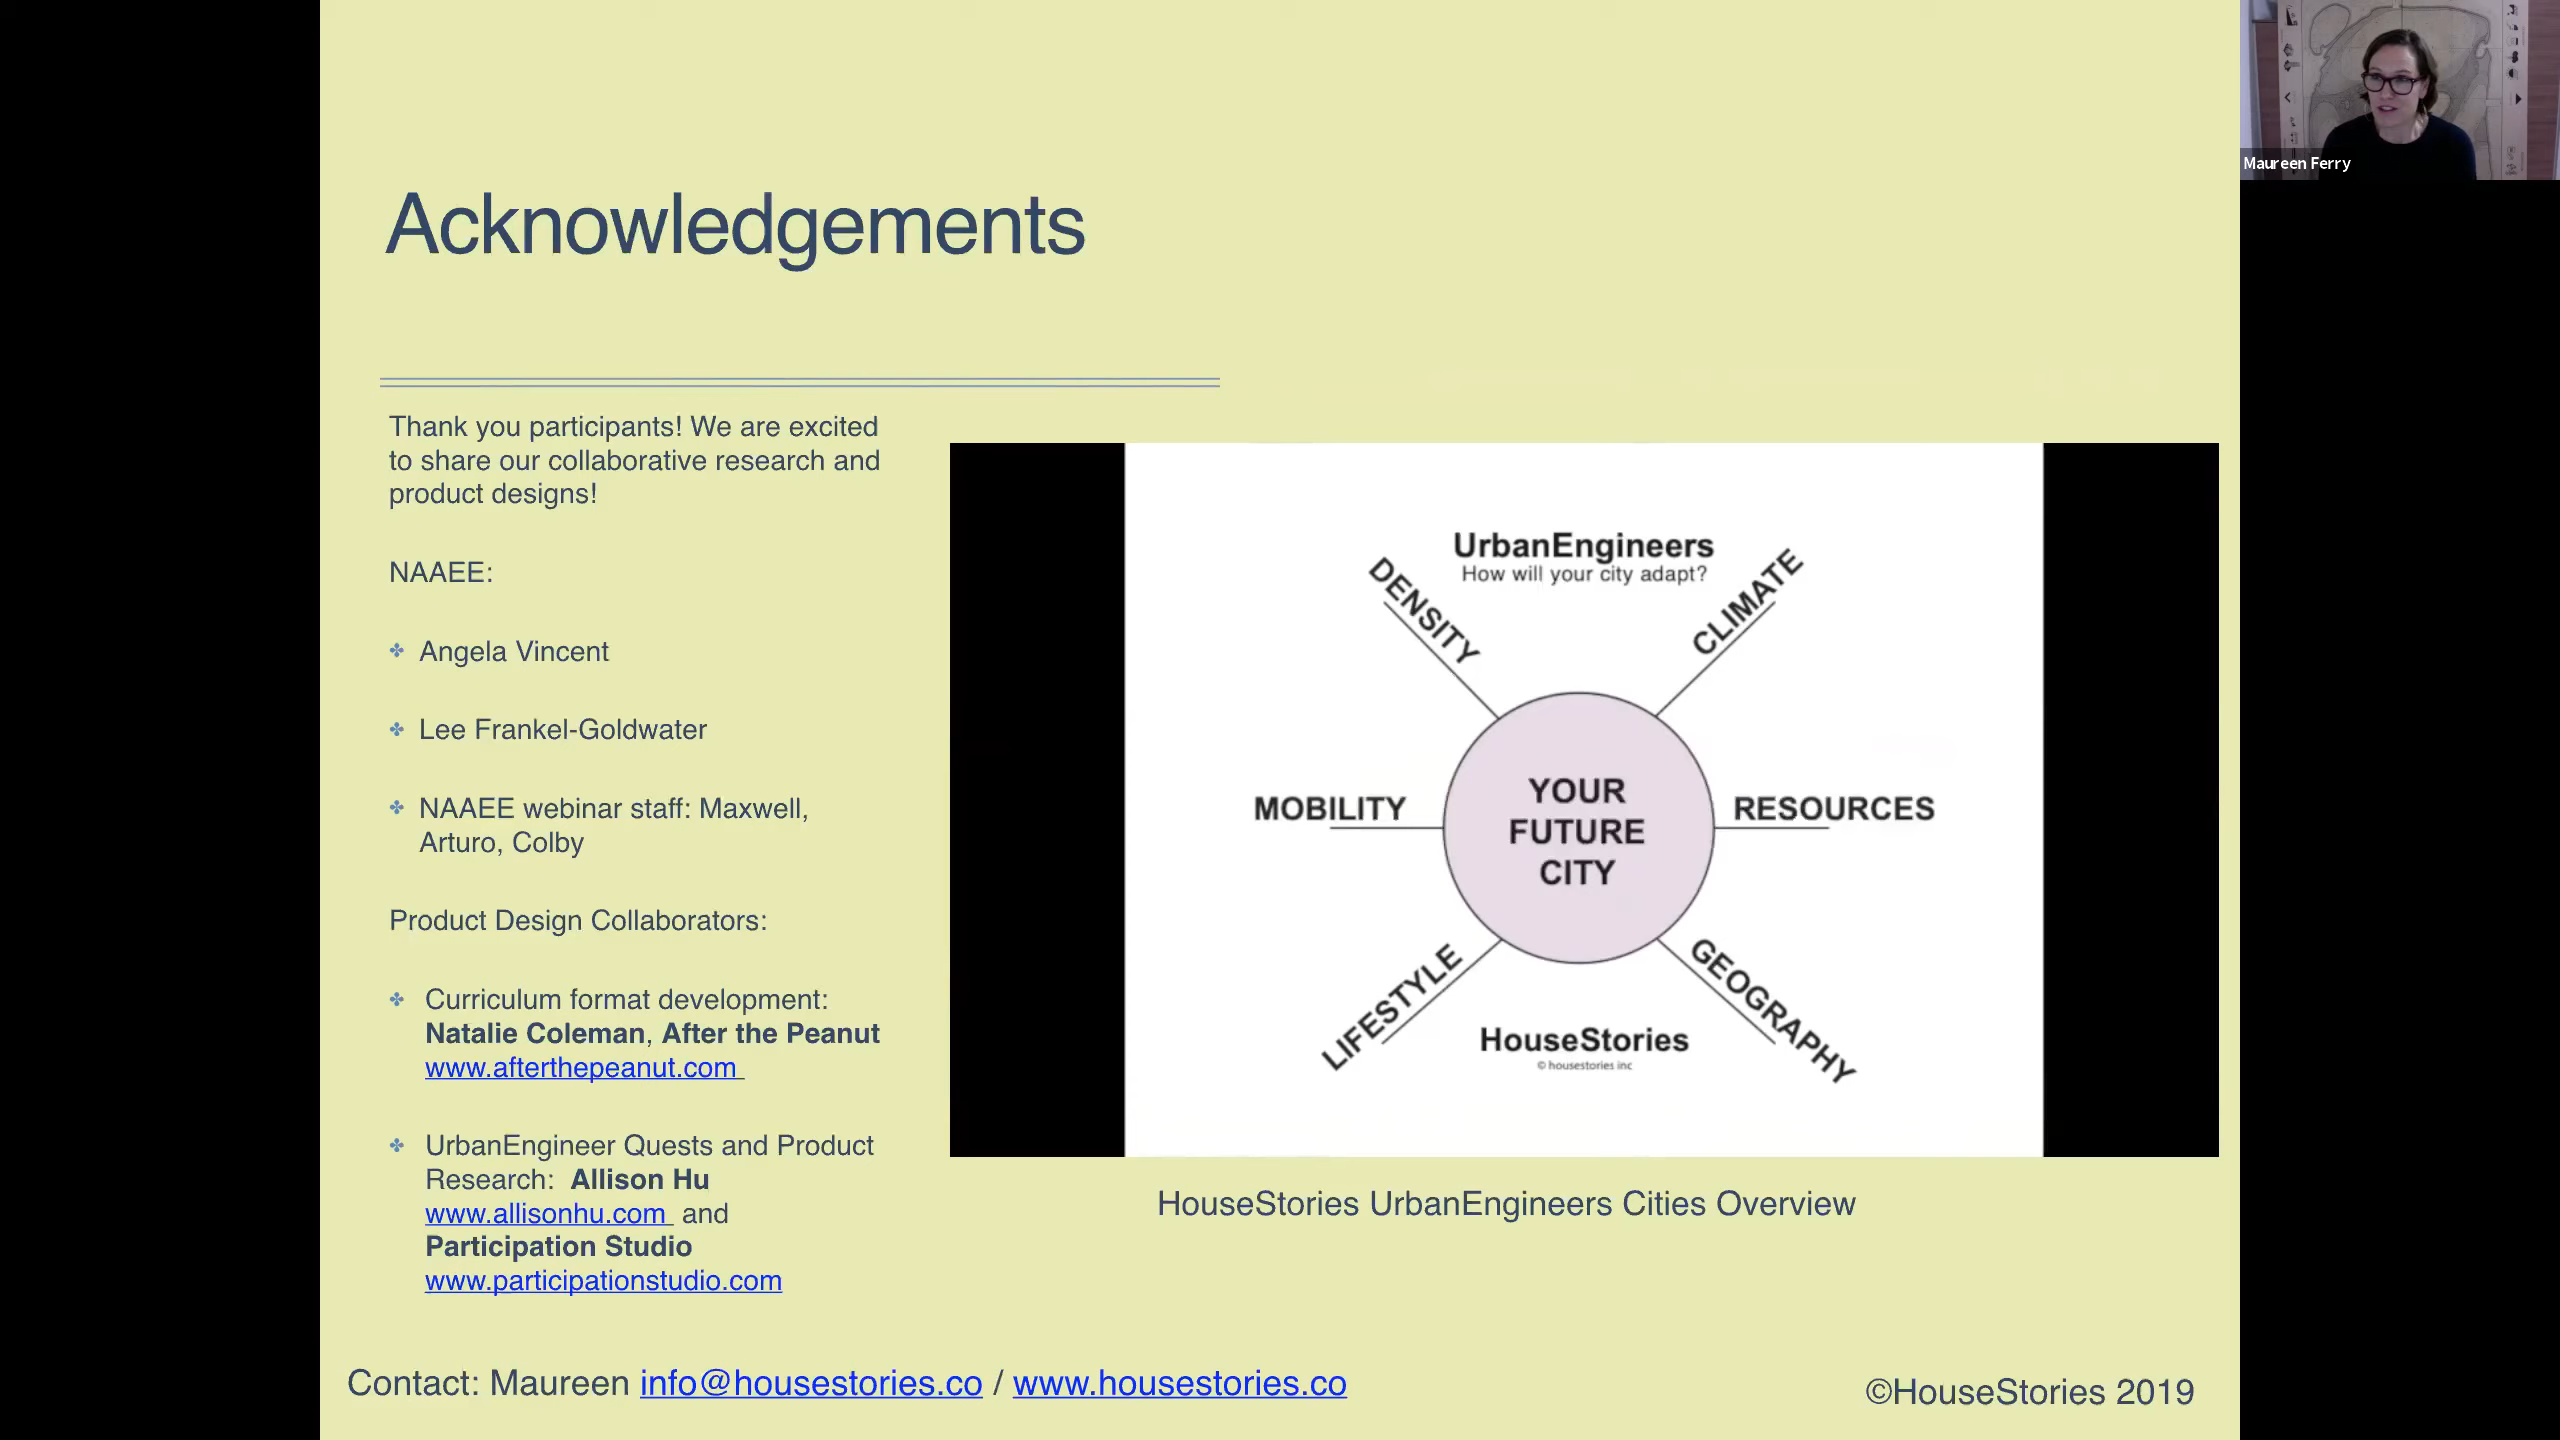 Maureen Ferry
Acknowledgements
Thank you participants! We are excited
to share our collaborative research and
product designs!
NAAEE:
Angela Vincent
Lee Frankel-Goldwater
NAAEE webinar staff: Maxwell,
Arturo, Colby
Product Design Collaborators:
Curriculum format development:
Natalie Coleman, After the Peanut
www.afterthepeanut.com
UrbanEngineer Quests and Product
Research: Allison Hu
www.allisonhu.com and
Participation Studio
www.participationstudio.com
UrbanEngineers
How will your city adapt?
DENSITY
CLIMATE
MOBILITY
YOUR
FUTURE
CITY
RESOURCES
LIFESTYLE
GEOGRAPHY
HouseStories
© housestories inc
HouseStories UrbanEngineers Cities Overview
Contact: Maureen info@housestories.co / www.housestories.co
©HouseStories 2019